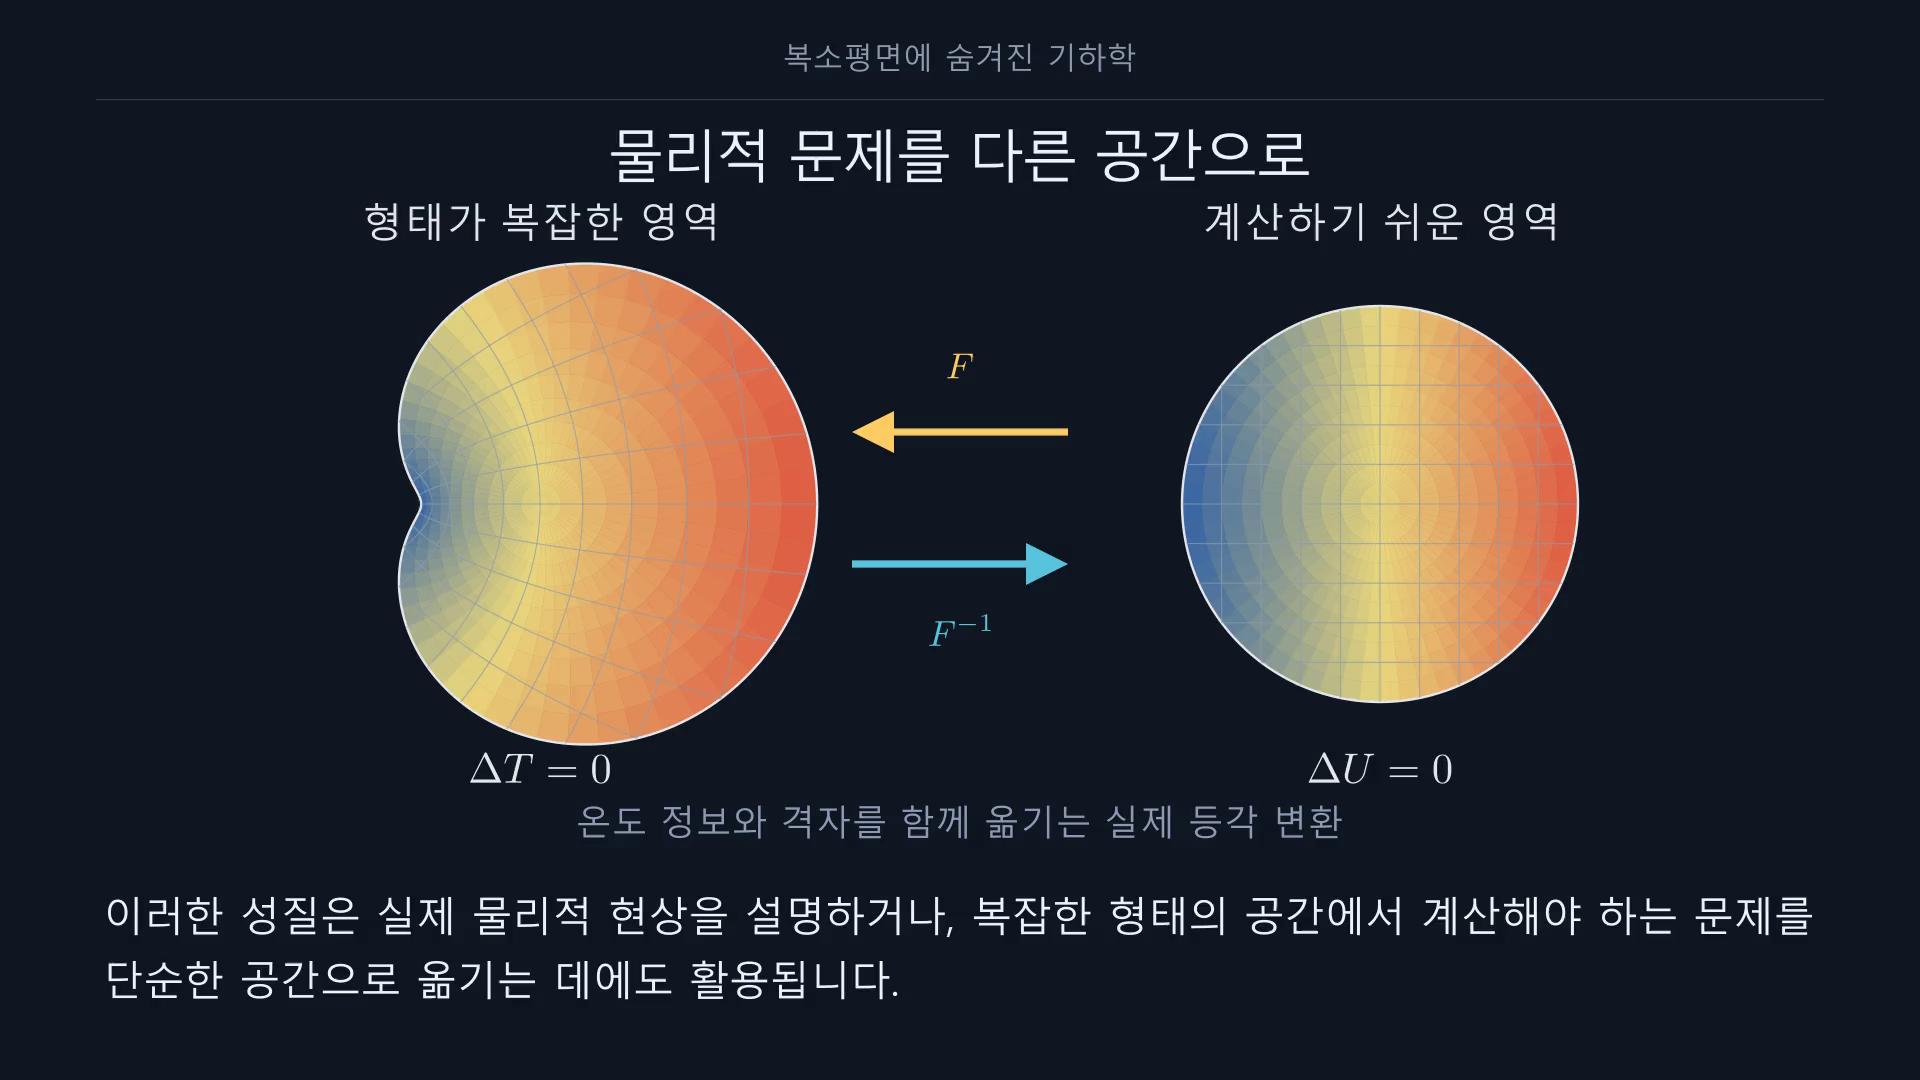 복소평면에 숨겨진 기하학
물리적 문제를 다른 공간으로
형태가 복잡한 영역
계산하기 쉬운 영역
F
F⁻¹
ΔT = 0
ΔU = 0
온도 정보와 격자를 함께 옮기는 실제 등각 변환
이러한 성질은 실제 물리적 현상을 설명하거나, 복잡한 형태의 공간에서 계산해야 하는 문제를
단순한 공간으로 옮기는 데에도 활용됩니다.